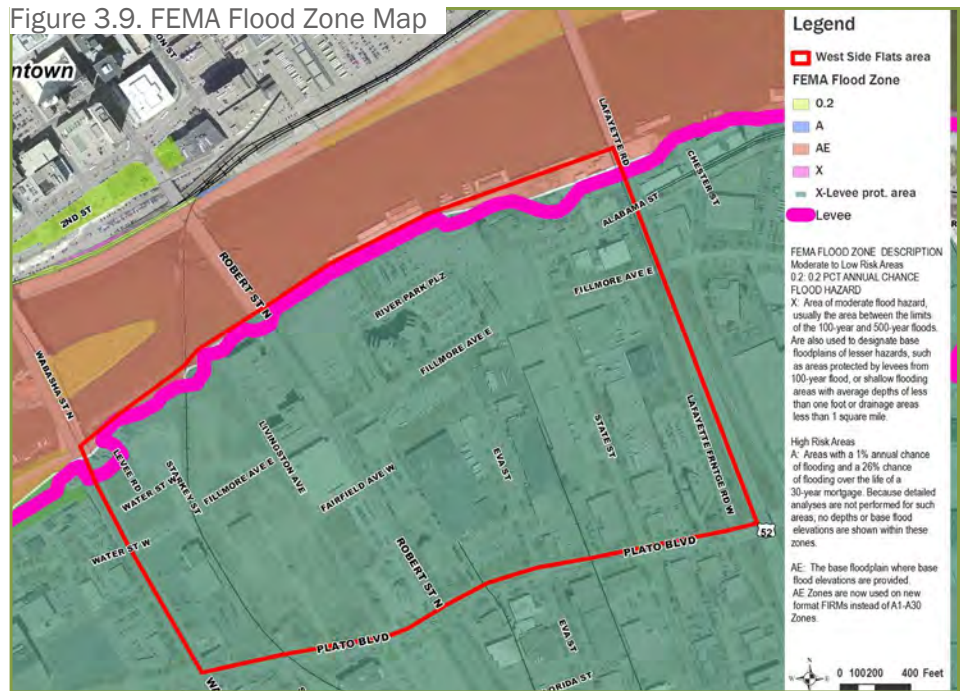 Figure 3.9. FEMA Flood Zone Map
ntown
2ND ST
WABASHA ST N
ROBERT ST N
LAFAYETTE RD
CHESTER ST
ALABAMA ST
RIVER PARK PLZ
FILLMORE AVE E
FILLMORE AVE E
LEVEE RD
WATER ST W
STARKEY ST
FILLMORE AVE E
LIVINGSTON AVE
FAIRFIELD AVE W
EVA ST
STATE ST
LAFAYETTE FRNTGE RD W
WATER ST W
ROBERT ST N
PLATO BLVD
52
PLATO BLVD
EVA ST
ORIDA ST
WA
Legend
West Side Flats area
FEMA Flood Zone
0.2
A
AE
X
X-Levee prot. area
Levee
FEMA FLOOD ZONE DESCRIPTION
Moderate to Low Risk Areas
0.2: 0.2 PCT ANNUAL CHANCE
FLOOD HAZARD
X: Area of moderate flood hazard,
usually the area between the limits
of the 100-year and 500-year floods.
Are also used to designate base
floodplains of lesser hazards, such
as areas protected by levees from
100-year flood, or shallow flooding
areas with average depths of less
than one foot or drainage areas
less than 1 square mile.
High Risk Areas
A: Areas with a 1% annual chance
of flooding and a 26% chance
of flooding over the life of a
30-year mortgage. Because detailed
analyses are not performed for such
areas, no depths or base flood
elevations are shown within these
zones.
AE: The base floodplain where base
flood elevations are provided.
AE Zones are now used on new
format FIRMs instead of A1-A30
Zones.
N
W
E
S
0 100200 400 Feet